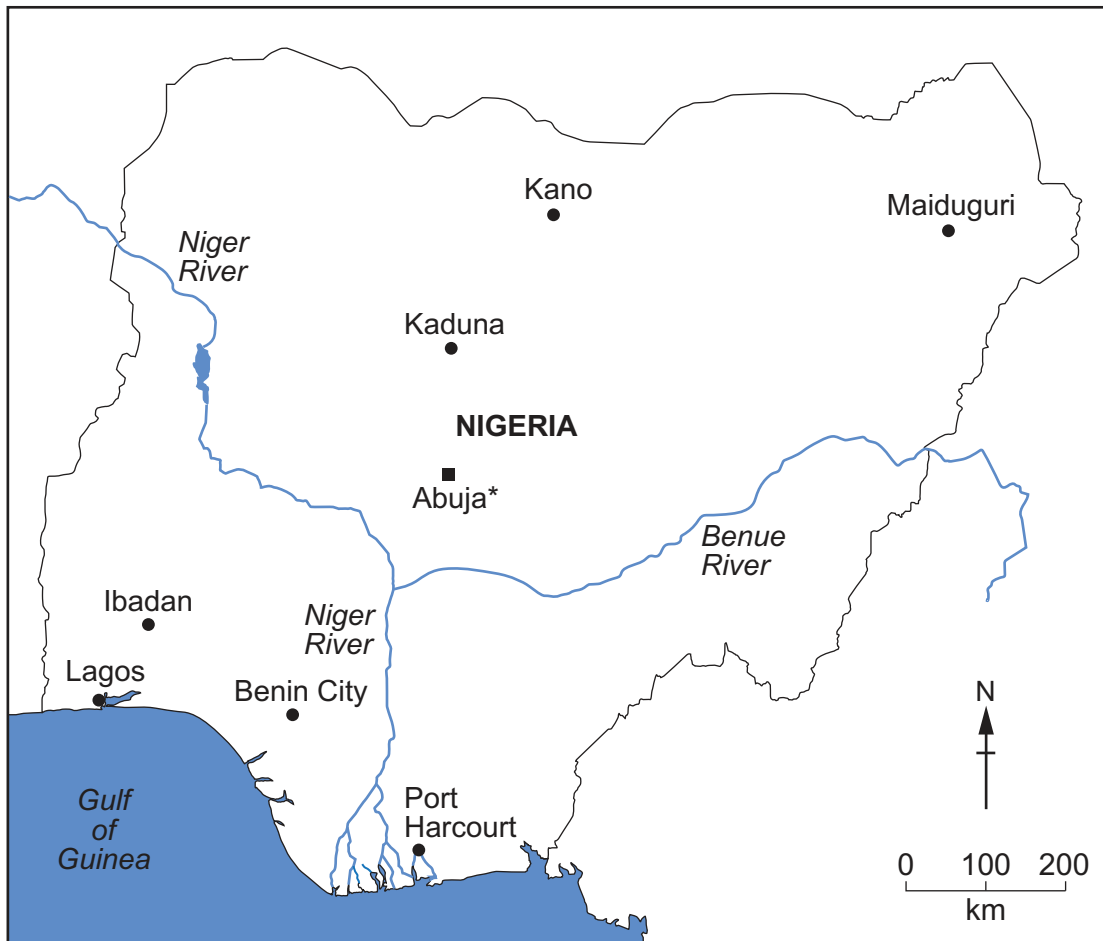 Kano
Maiduguri
Niger
River
Kaduna
NIGERIA
Abuja*
Benue
River
Ibadan
Niger
River
Lagos
Benin City
N
Gulf
of
Guinea
Port
Harcourt
0 100 200
km